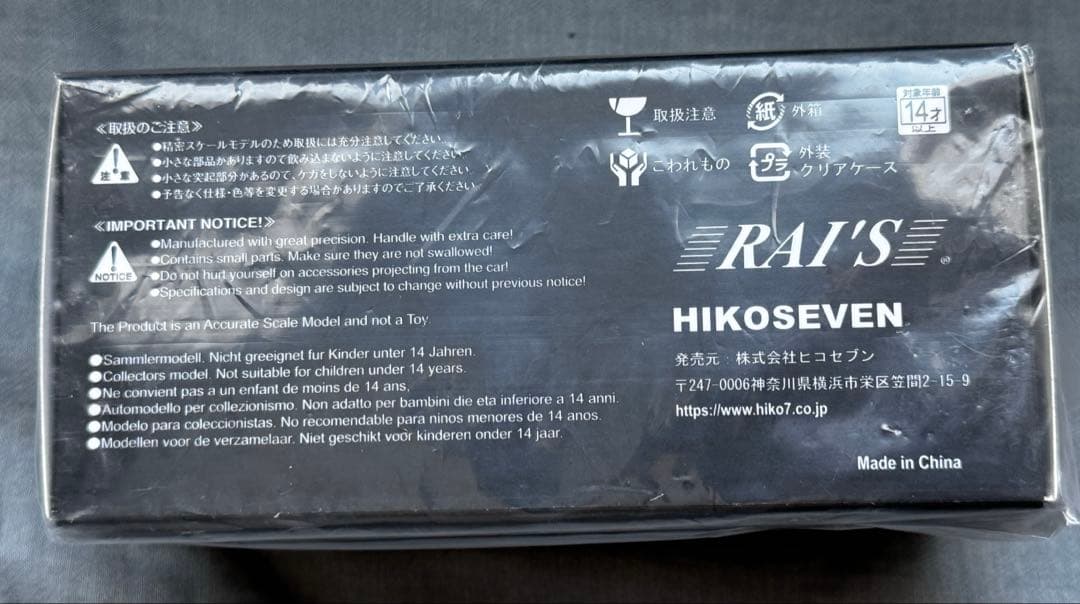 ≪取扱のご注意≫
注意
●精密スケールモデルのため取扱には充分注意してください。
●小さな部品がありますので飲み込まないように注意してください。
●小さな突起部分があるので、ケガをしないように注意してください。
●予告なく仕様・色等を変更する場合がありますのでご了承ください。
≪IMPORTANT NOTICE!≫
NOTICE
●Manufactured with great precision. Handle with extra care!
●Contains small parts. Make sure they are not swallowed!
●Do not hurt yourself on accessories projecting from the car!
●Specifications and design are subject to change without previous notice!
The Product is an Accurate Scale Model and not a Toy.
●Sammlermodell. Nicht geeignet fur Kinder unter 14 Jahren.
●Collectors model. Not suitable for children under 14 years.
●Ne convient pas a un enfant de moins de 14 ans,
●Automodello per collezionismo. Non adatto per bambini die eta inferiore a 14 anni.
●Modelo para coleccionistas. No recomendable para ninos menores de 14 anos.
●Modellen voor de verzamelaar. Niet geschikt voor kinderen onder 14 jaar.
取扱注意
紙 外箱
こわれもの
プラ 外装
クリアケース
対象年齢
14才
以上
RAI'S®
HIKOSEVEN
発売元：株式会社ヒコセブン
〒247-0006神奈川県横浜市栄区笠間2-15-9
https://www.hiko7.co.jp
Made in China